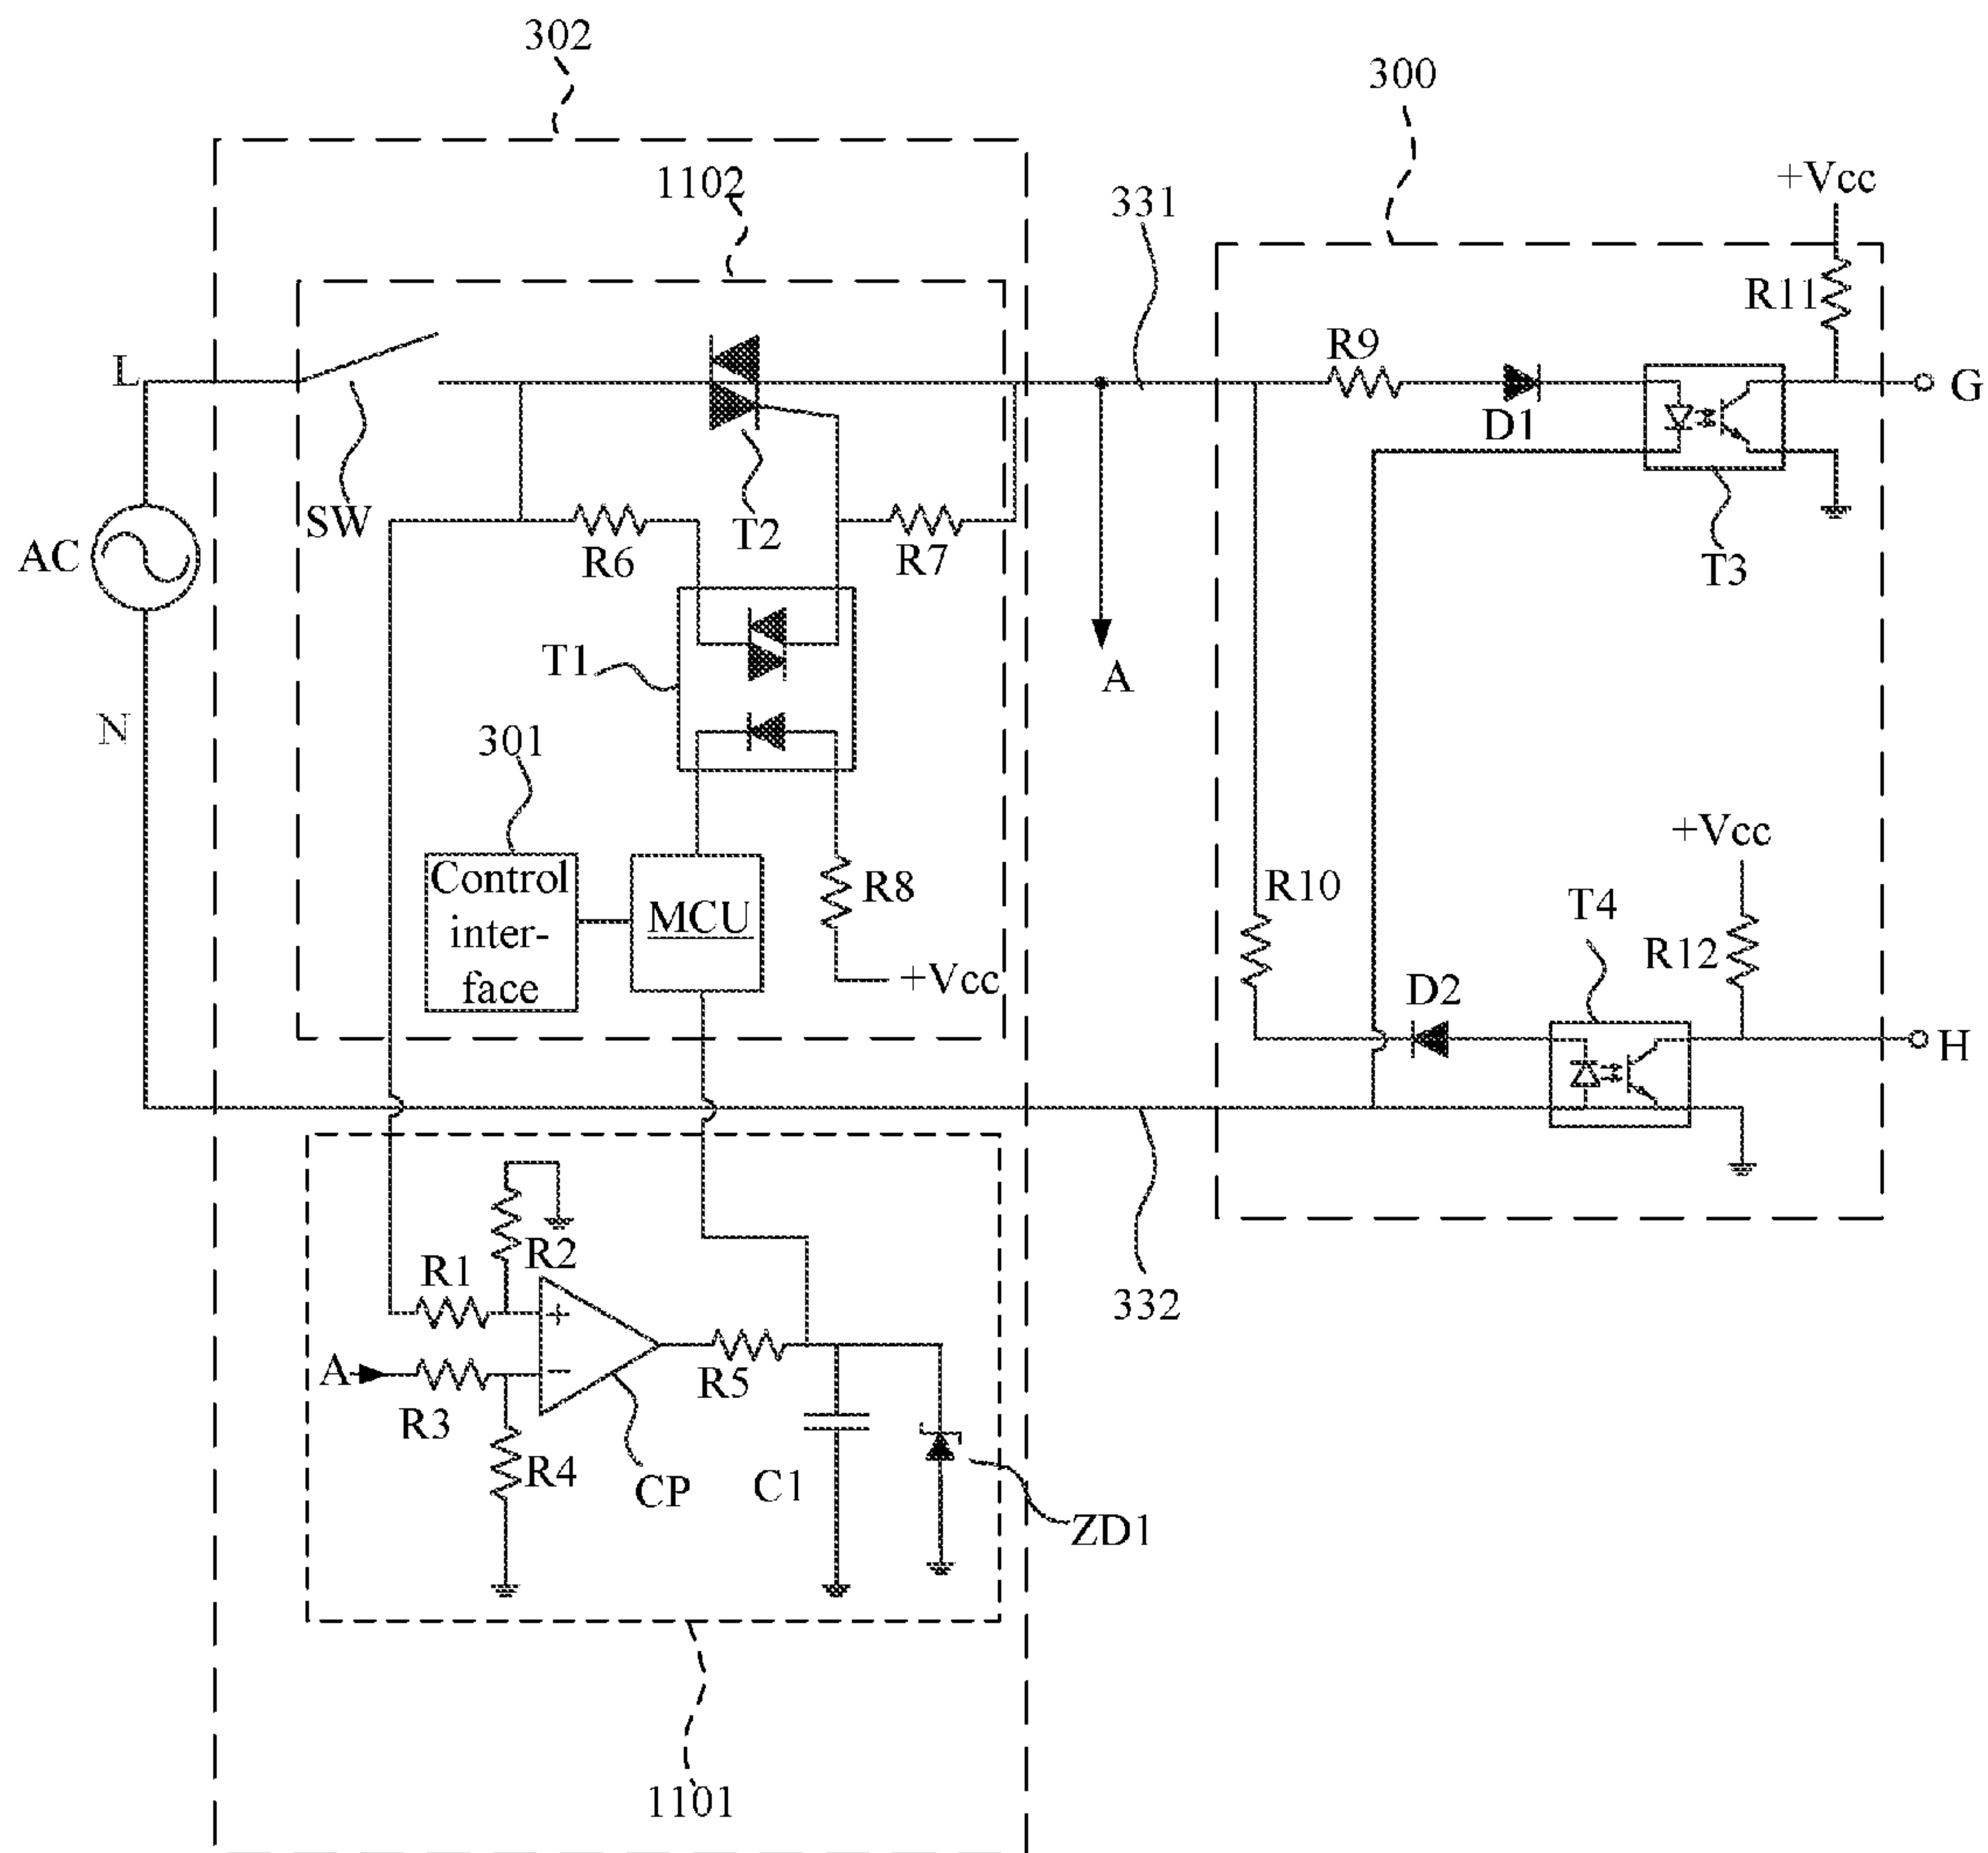 302
300
1102
331
+Vcc
R11
R9
L
G
D1
SW
T2
AC
R6
R7
T3
T1
A
N
301
+Vcc
Control
inter-
face
MCU
R8
R10
T4
R12
+Vcc
D2
H
R2
R1
+
332
A
−
R5
R3
R4
CP
C1
ZD1
1101